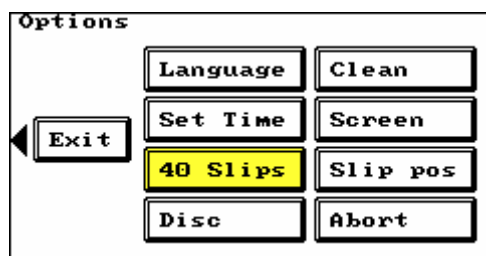 Options
Language Clean
Set Time Screen
Exit
40 Slips Slip pos
Disc Abort